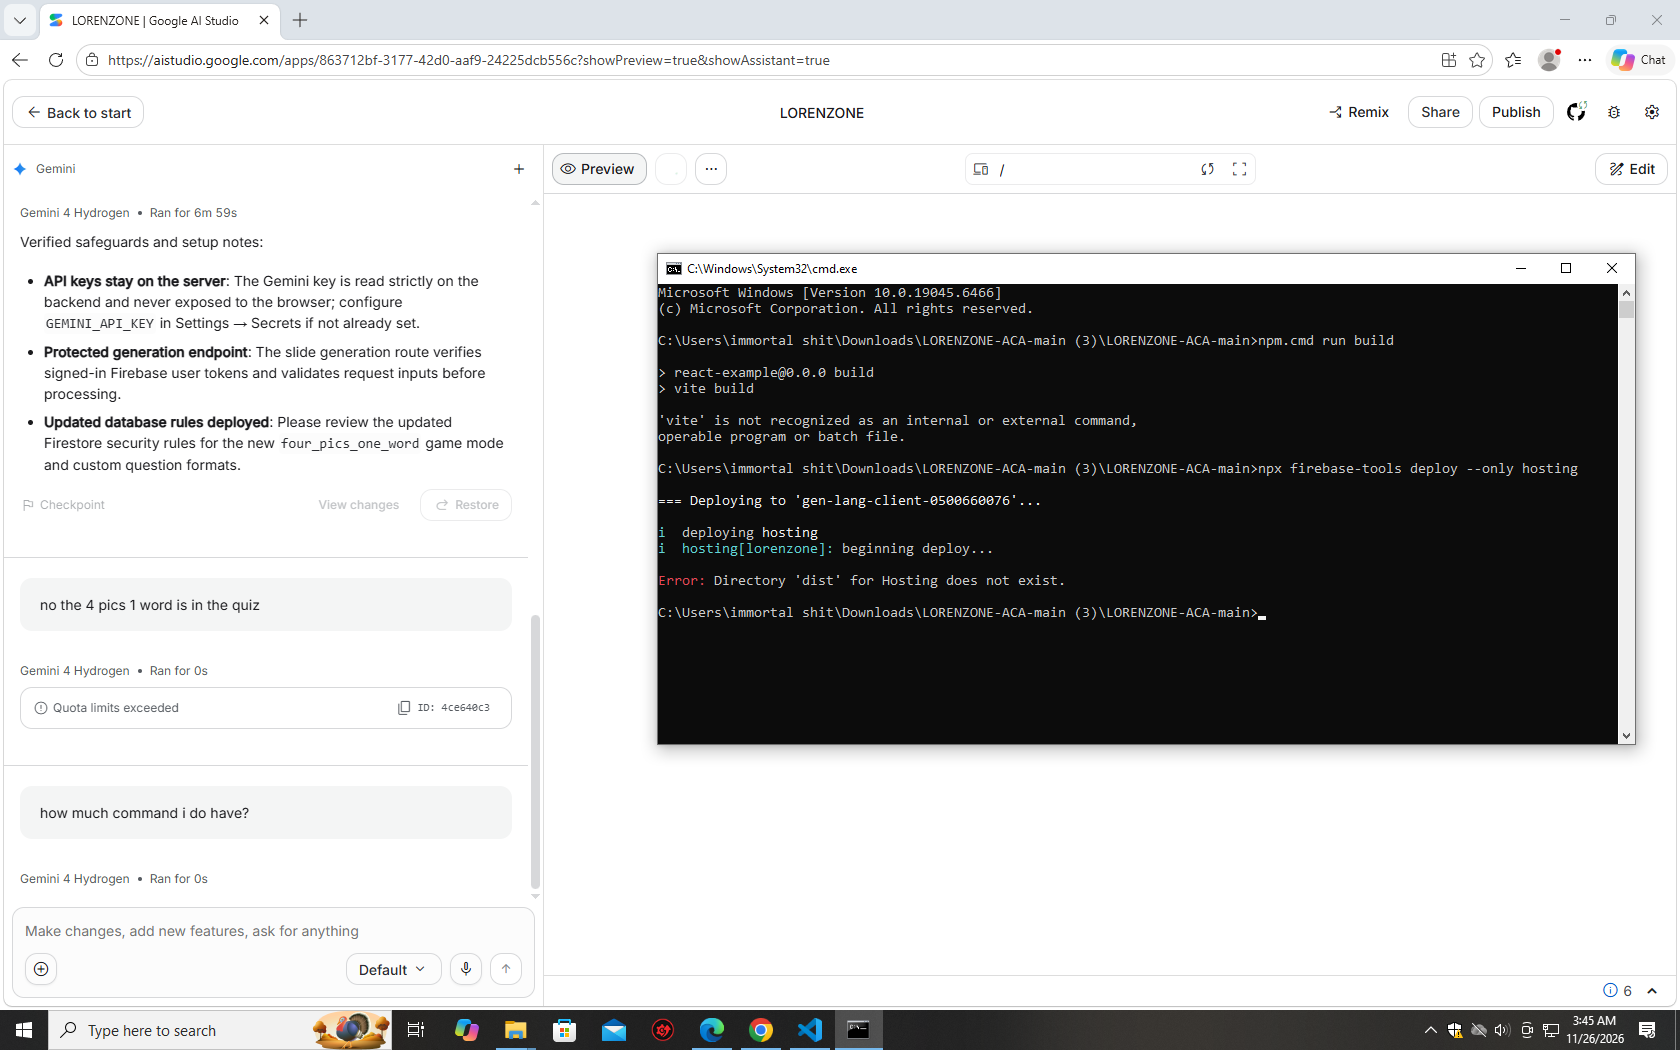 LORENZONE | Google AI Studio
https://aistudio.google.com/apps/863712bf-3177-42d0-aaf9-24225dcb556c?showPreview=true&showAssistant=true
Chat
Back to start
LORENZONE
Remix
Share
Publish
Gemini
Preview
/
Edit
Gemini 4 Hydrogen • Ran for 6m 59s
Verified safeguards and setup notes:
• API keys stay on the server: The Gemini key is read strictly on the
backend and never exposed to the browser; configure
GEMINI_API_KEY in Settings → Secrets if not already set.
• Protected generation endpoint: The slide generation route verifies
signed-in Firebase user tokens and validates request inputs before
processing.
• Updated database rules deployed: Please review the updated
Firestore security rules for the new four_pics_one_word game mode
and custom question formats.
Checkpoint
View changes
Restore
no the 4 pics 1 word is in the quiz
Gemini 4 Hydrogen • Ran for 0s
Quota limits exceeded
ID: 4ce640c3
how much command i do have?
Gemini 4 Hydrogen • Ran for 0s
Make changes, add new features, ask for anything
Default
C:\Windows\System32\cmd.exe
Microsoft Windows [Version 10.0.19045.6466]
(c) Microsoft Corporation. All rights reserved.
C:\Users\immortal shit\Downloads\LORENZONE-ACA-main (3)\LORENZONE-ACA-main>npm.cmd run build
> react-example@0.0.0 build
> vite build
'vite' is not recognized as an internal or external command,
operable program or batch file.
C:\Users\immortal shit\Downloads\LORENZONE-ACA-main (3)\LORENZONE-ACA-main>npx firebase-tools deploy --only hosting
=== Deploying to 'gen-lang-client-0500660076'...
i  deploying hosting
i  hosting[lorenzone]: beginning deploy...
Error: Directory 'dist' for Hosting does not exist.
C:\Users\immortal shit\Downloads\LORENZONE-ACA-main (3)\LORENZONE-ACA-main>
6
Type here to search
3:45 AM
11/26/2026